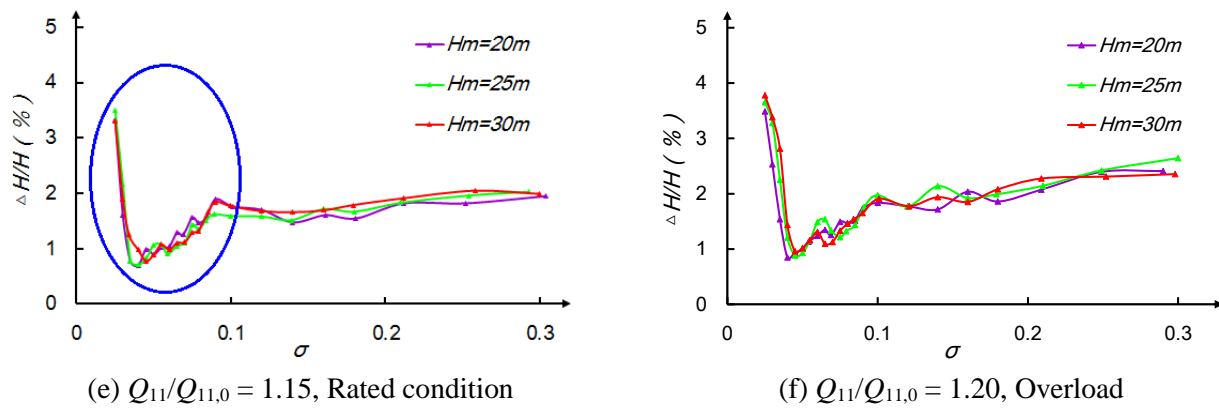 5
4
3
2
1
0
△H/H(%)
Hm=20m
Hm=25m
Hm=30m
0
0.1
0.2
0.3
σ
(e) Q11/Q11,0 = 1.15, Rated condition
5
4
3
2
1
0
△H/H(%)
Hm=20m
Hm=25m
Hm=30m
0
0.1
0.2
0.3
σ
(f) Q11/Q11,0 = 1.20, Overload